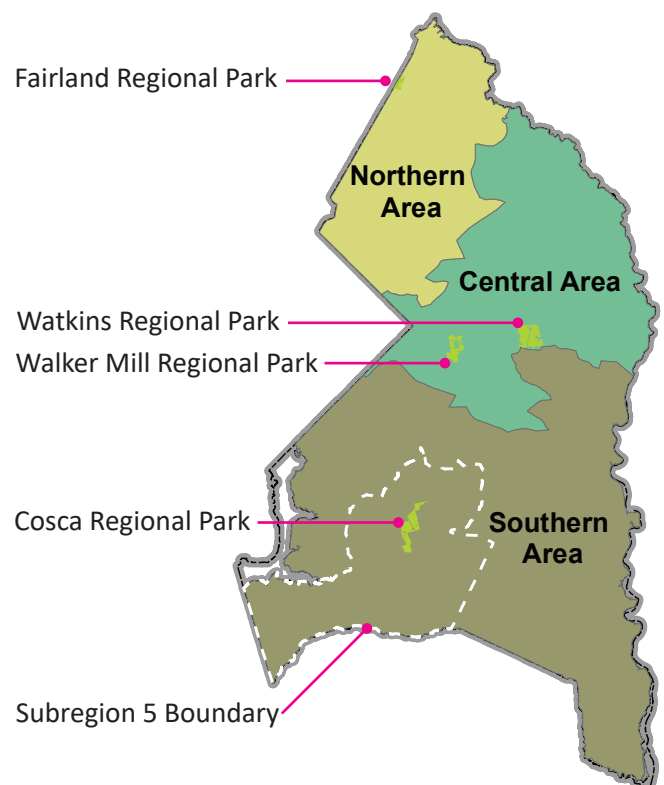 Fairland Regional Park
Northern
Area
Central Area
Watkins Regional Park
Walker Mill Regional Park
Cosca Regional Park
Southern
Area
Subregion 5 Boundary